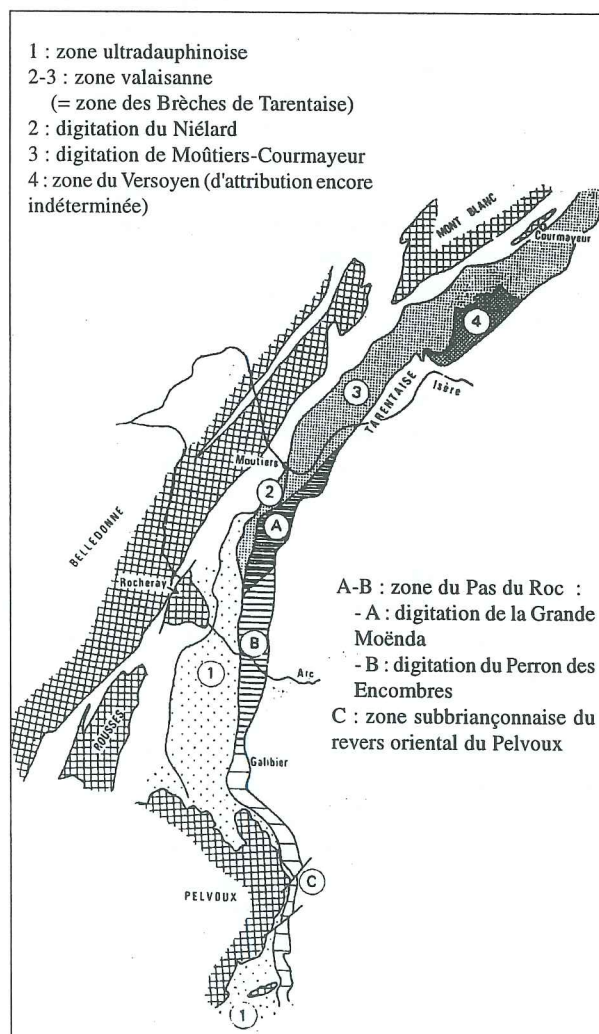 1 : zone ultradauphinoise
2-3 : zone valaisanne
(= zone des Brèches de Tarentaise)
2 : digitation du Niélard
3 : digitation de Moûtiers-Courmayeur
4 : zone du Versoyen (d'attribution encore
indéterminée)
MONT BLANC
Courmayeur
4
TARENTAISE
Isère
3
Moutiers
2
A
BELLEDONNE
Rocheray
A-B : zone du Pas du Roc :
- A : digitation de la Grande
Moënda
- B : digitation du Perron des
Encombres
C : zone subbriançonnaise du
revers oriental du Pelvoux
B
1
Arc
ROUSSES
Galibier
PELVOUX
C
1